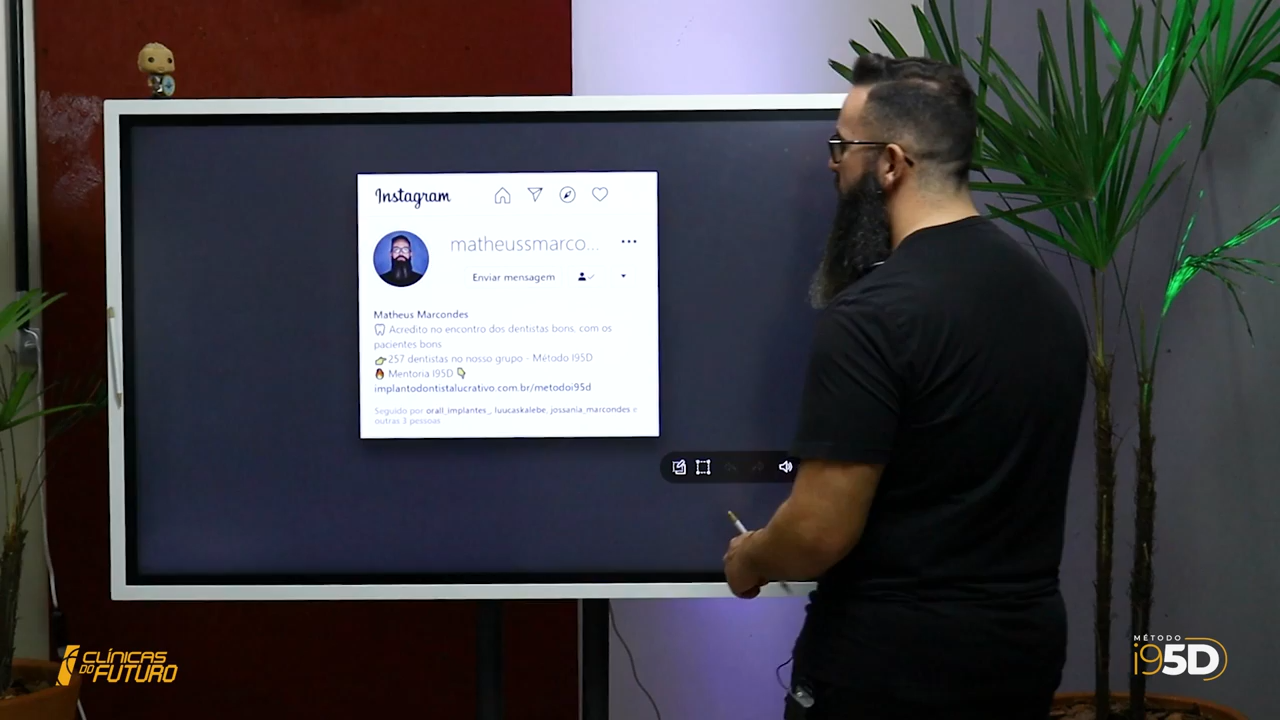 Instagram
matheussmarco...
Enviar mensagem
Matheus Marcondes
Acredito no encontro dos dentistas bons, com os
pacientes bons
257 dentistas no nosso grupo - Método I95D
Mentoria I95D
implantodontistalucrativo.com.br/metodoi95d
Seguido por orall_implantes_, luucaskalebe, jossania_marcondes e
outras 3 pessoas
CLÍNICAS
DO FUTURO
MÉTODO
i95D